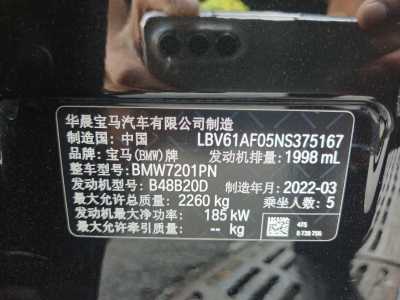 华晨宝马汽车有限公司制造
制造国：中国 LBV61AF05NS375167
品牌：宝马(BMW)牌 发动机排量：1998 mL
整车型号：BMW7201PN
发动机型号：B48B20D 制造年月：2022-03
最大允许总质量：2260 kg 乘坐人数：5
发动机最大净功率：185 kW
最大允许牵引质量：-- kg